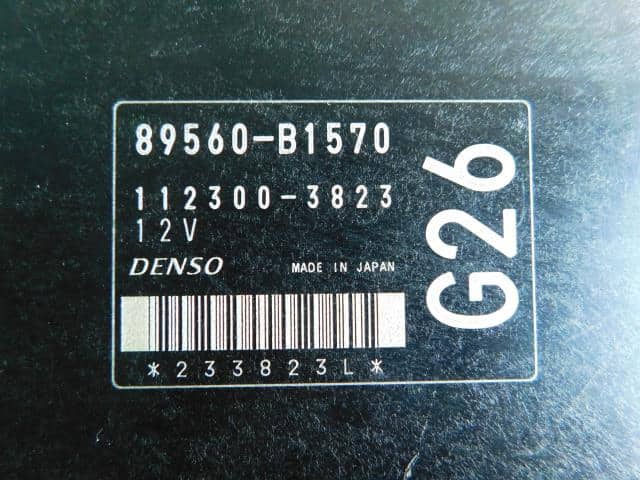 89560-B1570
112300-3823
12V
DENSO MADE IN JAPAN
*233823L*
G26